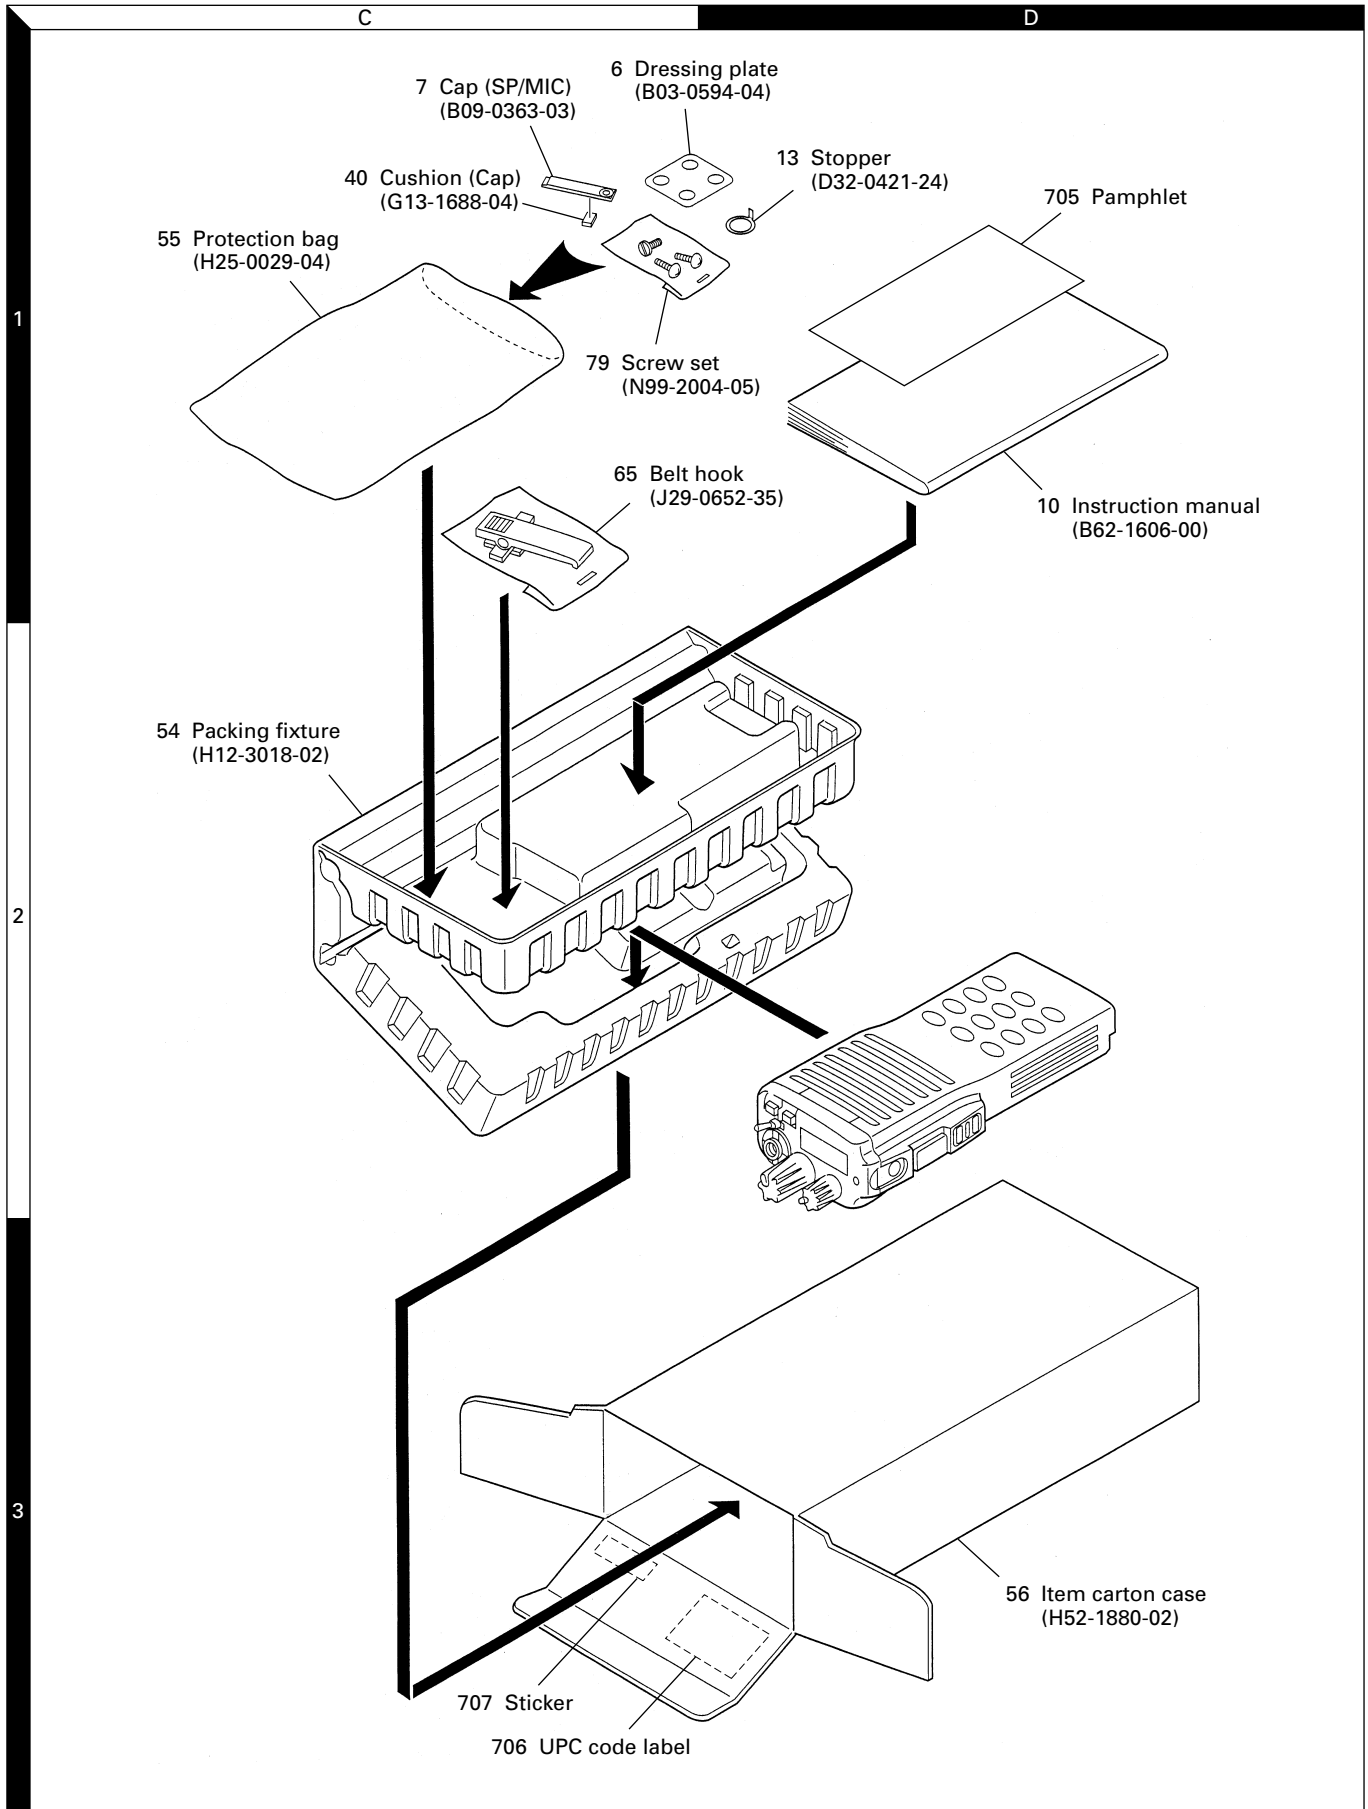 C
D
6 Dressing plate
(B03-0594-04)
7 Cap (SP/MIC)
(B09-0363-03)
13 Stopper
(D32-0421-24)
40 Cushion (Cap)
(G13-1688-04)
705 Pamphlet
55 Protection bag
(H25-0029-04)
1
79 Screw set
(N99-2004-05)
65 Belt hook
(J29-0652-35)
10 Instruction manual
(B62-1606-00)
54 Packing fixture
(H12-3018-02)
2
3
56 Item carton case
(H52-1880-02)
707 Sticker
706 UPC code label